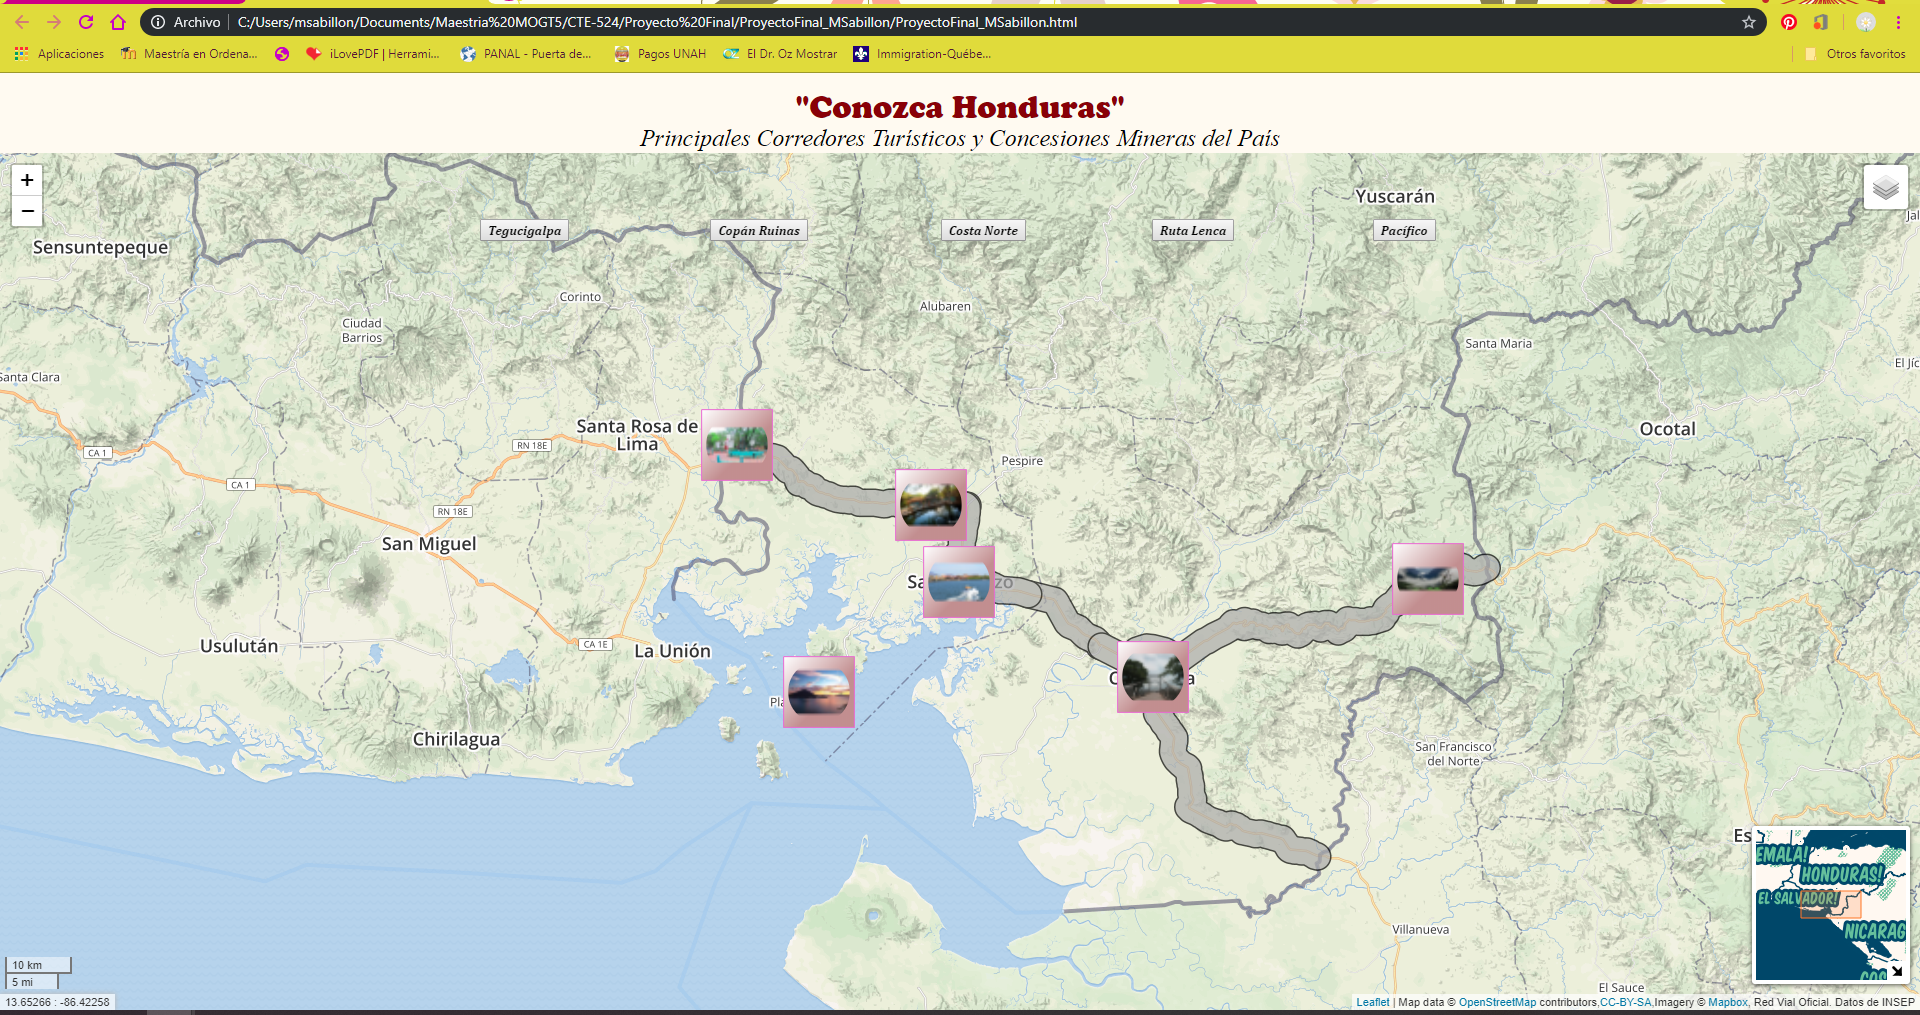 Archivo
C:/Users/msabillon/Documents/Maestria%20MOGT5/CTE-524/Proyecto%20Final/ProyectoFinal_MSabillon/ProyectoFinal_MSabillon.html
Aplicaciones
Maestría en Ordena...
iLovePDF | Herrami...
PANAL - Puerta de...
Pagos UNAH
El Dr. Oz Mostrar
Immigration-Québe...
Otros favoritos
"Conozca Honduras"
Principales Corredores Turísticos y Concesiones Mineras del País
+
−
Yuscarán
Tegucigalpa
Copán Ruinas
Costa Norte
Ruta Lenca
Pacífico
Sensuntepeque
Corinto
Alubaren
Ciudad
Barrios
Santa Maria
El Jíc
Santa Clara
Santa Rosa de
Lima
RN 18E
Ocotal
CA 1
Pespire
CA 1
RN 18E
San Miguel
Usulután
CA 1E
La Unión
Chirilagua
San Francisco
del Norte
Es
EMALA!
HONDURAS!
EL SALVADOR!
NICARAG
COS
Villanueva
10 km
5 mi
El Sauce
13.65266 : -86.42258
Leaflet | Map data © OpenStreetMap contributors,CC-BY-SA,Imagery © Mapbox, Red Vial Oficial. Datos de INSEP